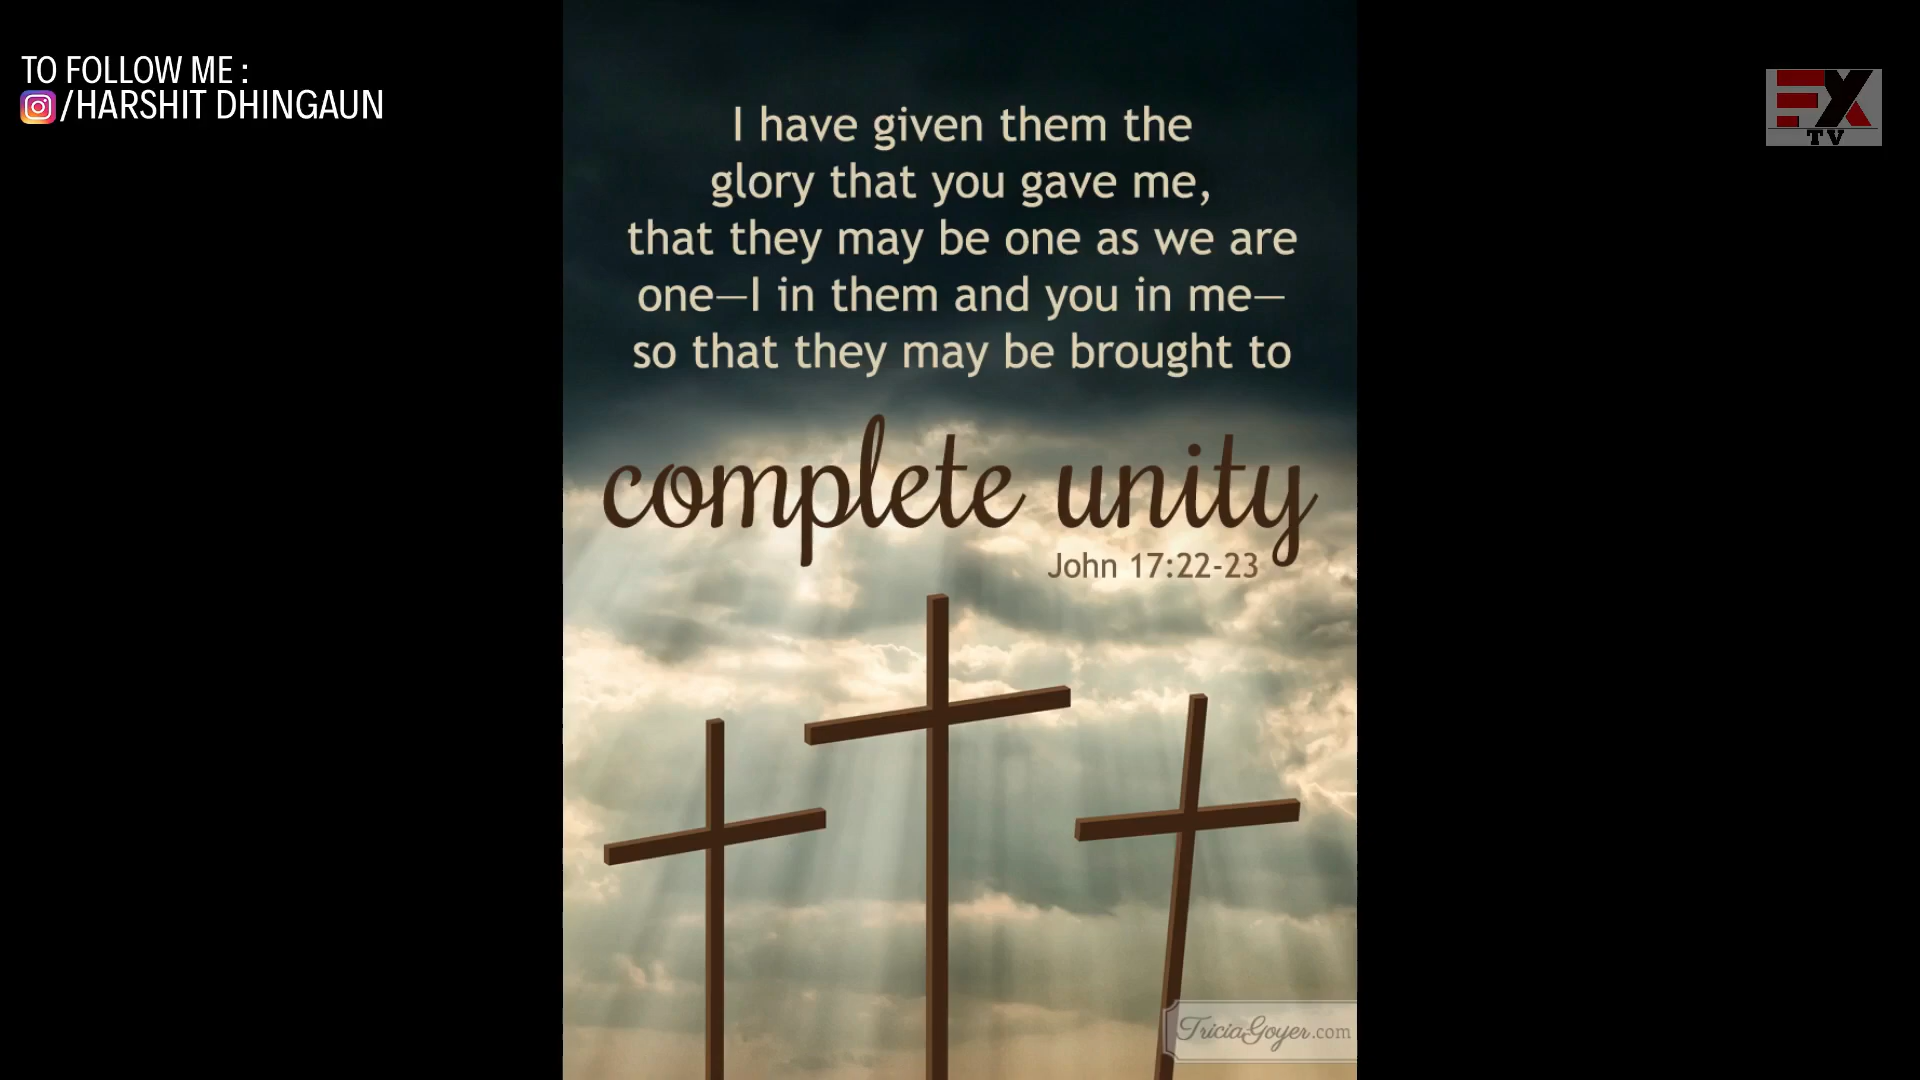 TO FOLLOW ME :
/HARSHIT DHINGAUN
EX
TV
I have given them the
glory that you gave me,
that they may be one as we are
one—I in them and you in me—
so that they may be brought to
complete unity
John 17:22-23
TriciaGoyer.com